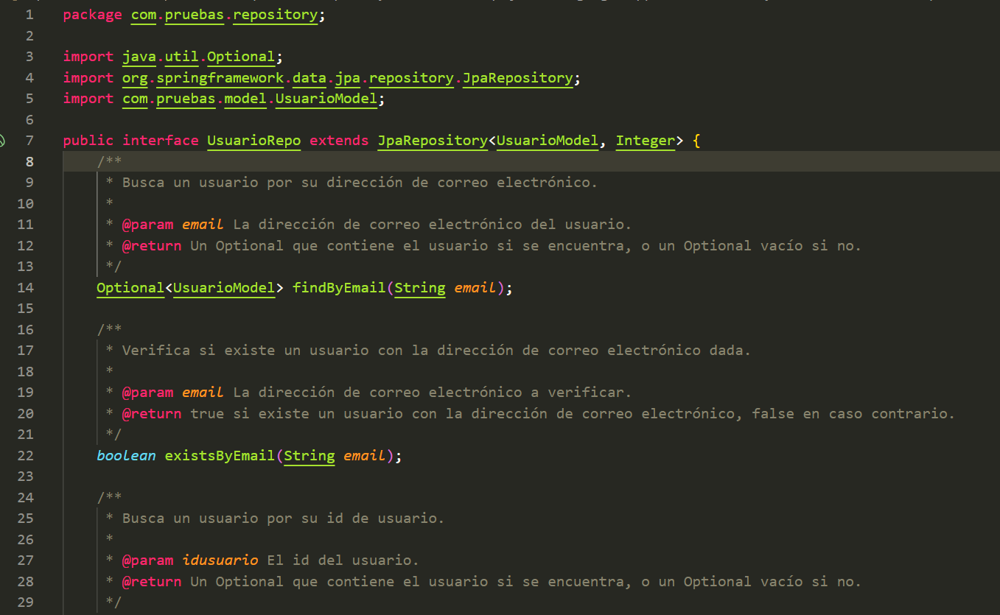 1 package com.pruebas.repository;
2
3 import java.util.Optional;
4 import org.springframework.data.jpa.repository.JpaRepository;
5 import com.pruebas.model.UsuarioModel;
6
7 public interface UsuarioRepo extends JpaRepository<UsuarioModel, Integer> {
8 /**
9 * Busca un usuario por su dirección de correo electrónico.
10 *
11 * @param email La dirección de correo electrónico del usuario.
12 * @return Un Optional que contiene el usuario si se encuentra, o un Optional vacío si no.
13 */
14 Optional<UsuarioModel> findByEmail(String email);
15
16 /**
17 * Verifica si existe un usuario con la dirección de correo electrónico dada.
18 *
19 * @param email La dirección de correo electrónico a verificar.
20 * @return true si existe un usuario con la dirección de correo electrónico, false en caso contrario.
21 */
22 boolean existsByEmail(String email);
23
24 /**
25 * Busca un usuario por su id de usuario.
26 *
27 * @param idusuario El id del usuario.
28 * @return Un Optional que contiene el usuario si se encuentra, o un Optional vacío si no.
29 */